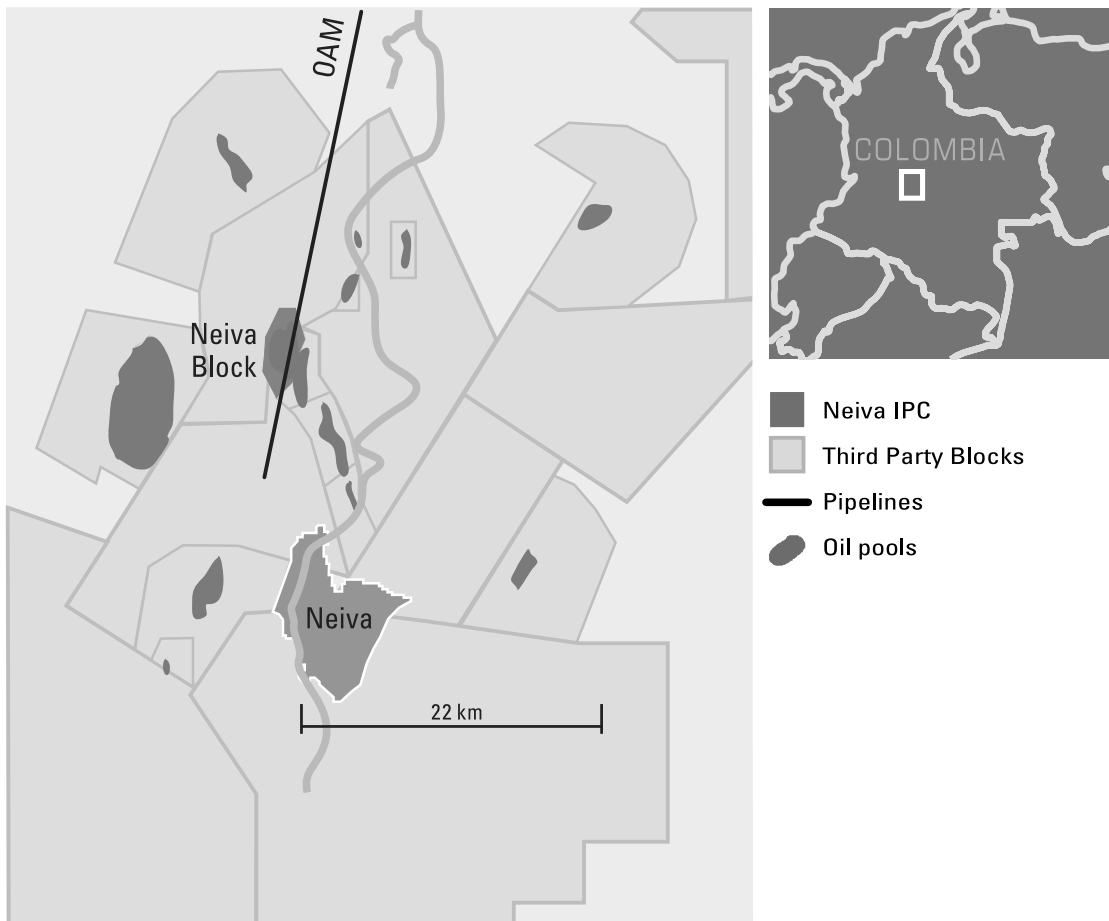 OAM
Neiva
Block
Neiva
22 km
COLOMBIA
Neiva IPC
Third Party Blocks
Pipelines
Oil pools